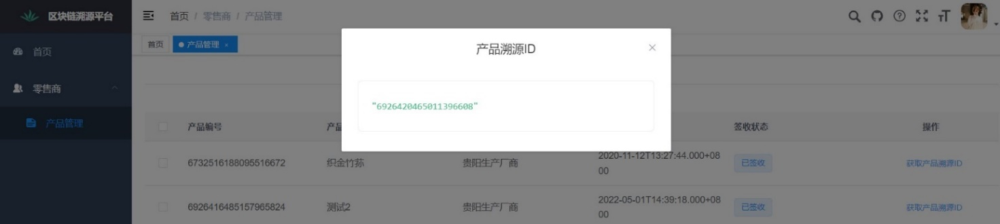 区块链溯源平台
首页 / 零售商 / 产品管理
首页
产品管理 ×
首页
零售商
产品管理
产品溯源ID
"6926420465011396608"
产品编号 签收状态 操作
6732516188095516672 织金竹荪 贵阳生产厂商 2020-11-12T13:27:44.000+08
00 已签收 获取产品溯源ID
6926416485157965824 测试2 贵阳生产厂商 2022-05-01T14:39:18.000+08
00 已签收 获取产品溯源ID